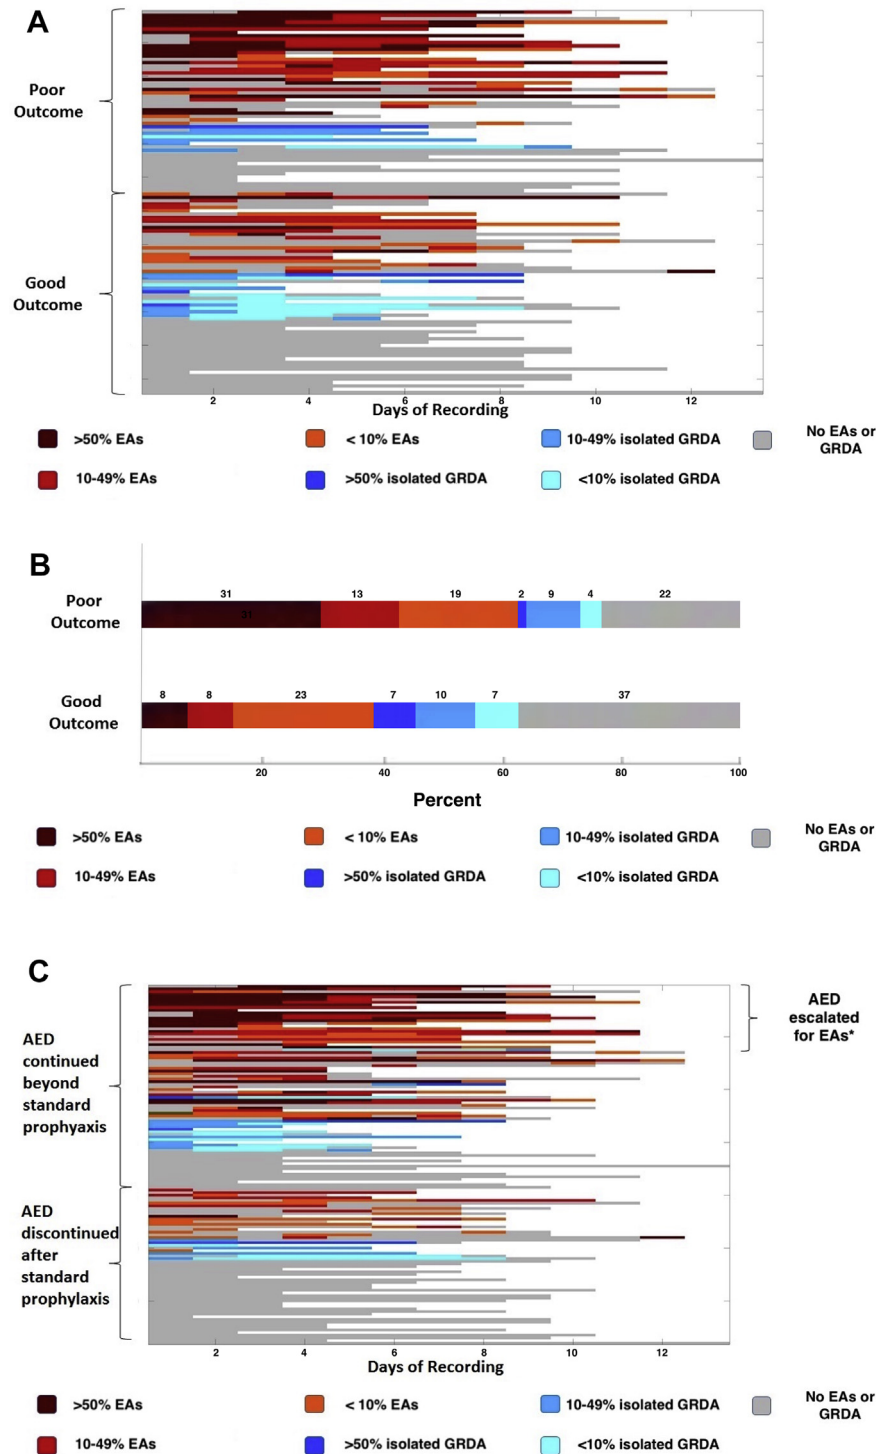 A
Poor
Outcome
Good
Outcome
2 4 6 8 10 12
Days of Recording
>50% EAs
< 10% EAs
10-49% isolated GRDA
No EAs or
GRDA
10-49% EAs
>50% isolated GRDA
<10% isolated GRDA
B
31 13 19 2 9 4 22
Poor
Outcome
31
8 8 23 7 10 7 37
Good
Outcome
20 40 60 80 100
Percent
>50% EAs
< 10% EAs
10-49% isolated GRDA
No EAs or
GRDA
10-49% EAs
>50% isolated GRDA
<10% isolated GRDA
C
AED
continued
beyond
standard
prophyaxis
AED
escalated
for EAs*
AED
discontinued
after
standard
prophylaxis
2 4 6 8 10 12
Days of Recording
>50% EAs
< 10% EAs
10-49% isolated GRDA
No EAs or
GRDA
10-49% EAs
>50% isolated GRDA
<10% isolated GRDA